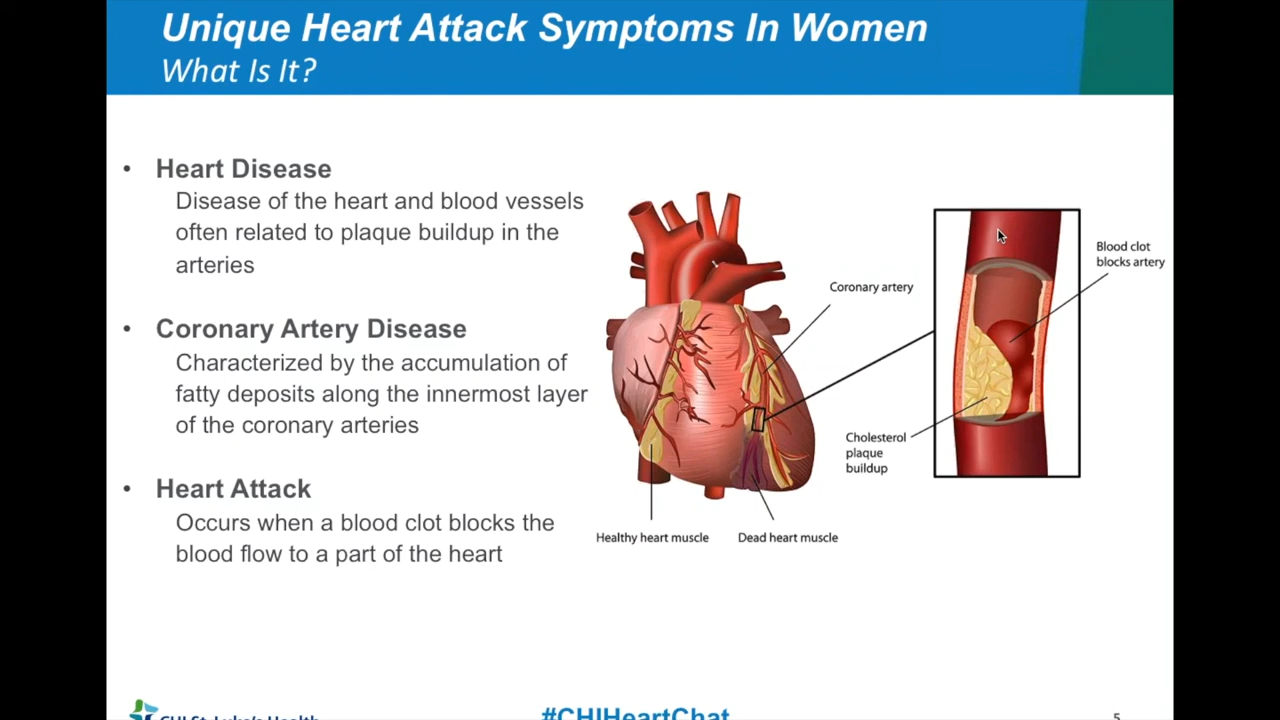 Unique Heart Attack Symptoms In Women
What Is It?
• Heart Disease
Disease of the heart and blood vessels
often related to plaque buildup in the
arteries
• Coronary Artery Disease
Characterized by the accumulation of
fatty deposits along the innermost layer
of the coronary arteries
• Heart Attack
Occurs when a blood clot blocks the
blood flow to a part of the heart
Blood clot
blocks artery
Coronary artery
Cholesterol
plaque
buildup
Healthy heart muscle
Dead heart muscle
CHI St. Luke's Health
#CHIHeartChat
5